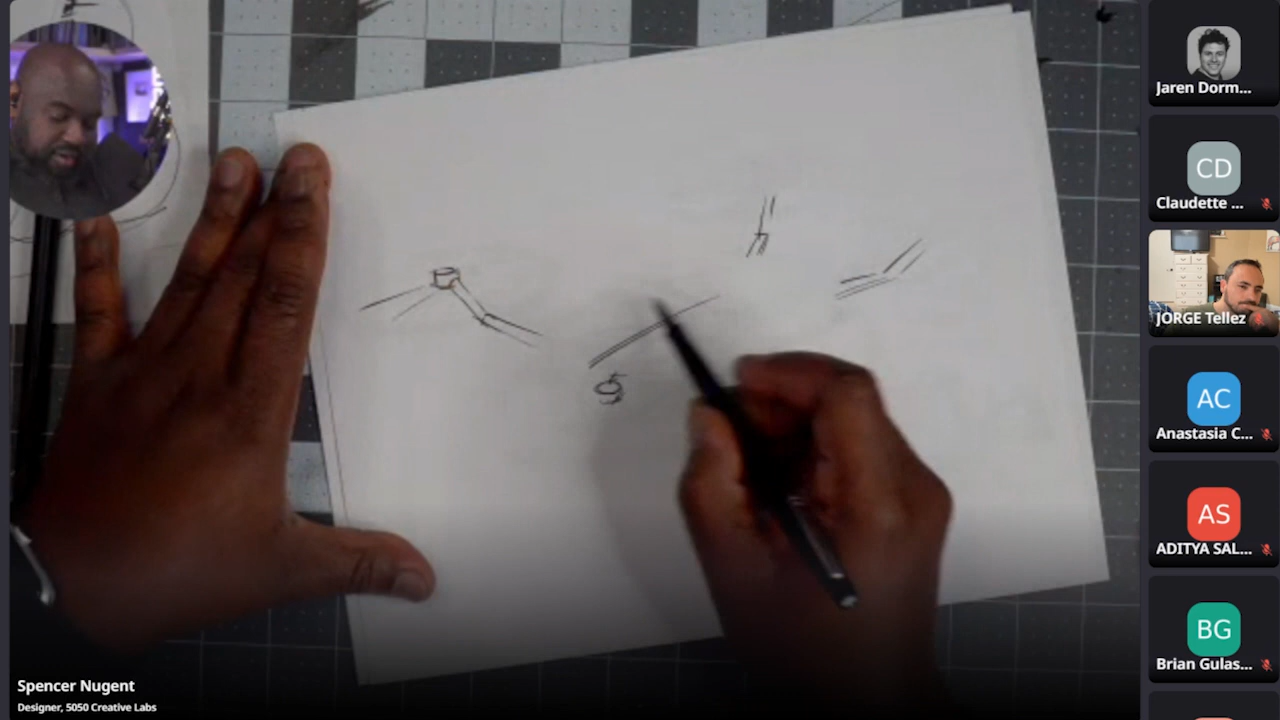 Jaren Dorm...
CD
Claudette ...
JORGE Tellez
AC
Anastasia C...
AS
ADITYA SAL...
BG
Brian Gulas...
Spencer Nugent
Designer, 5050 Creative Labs